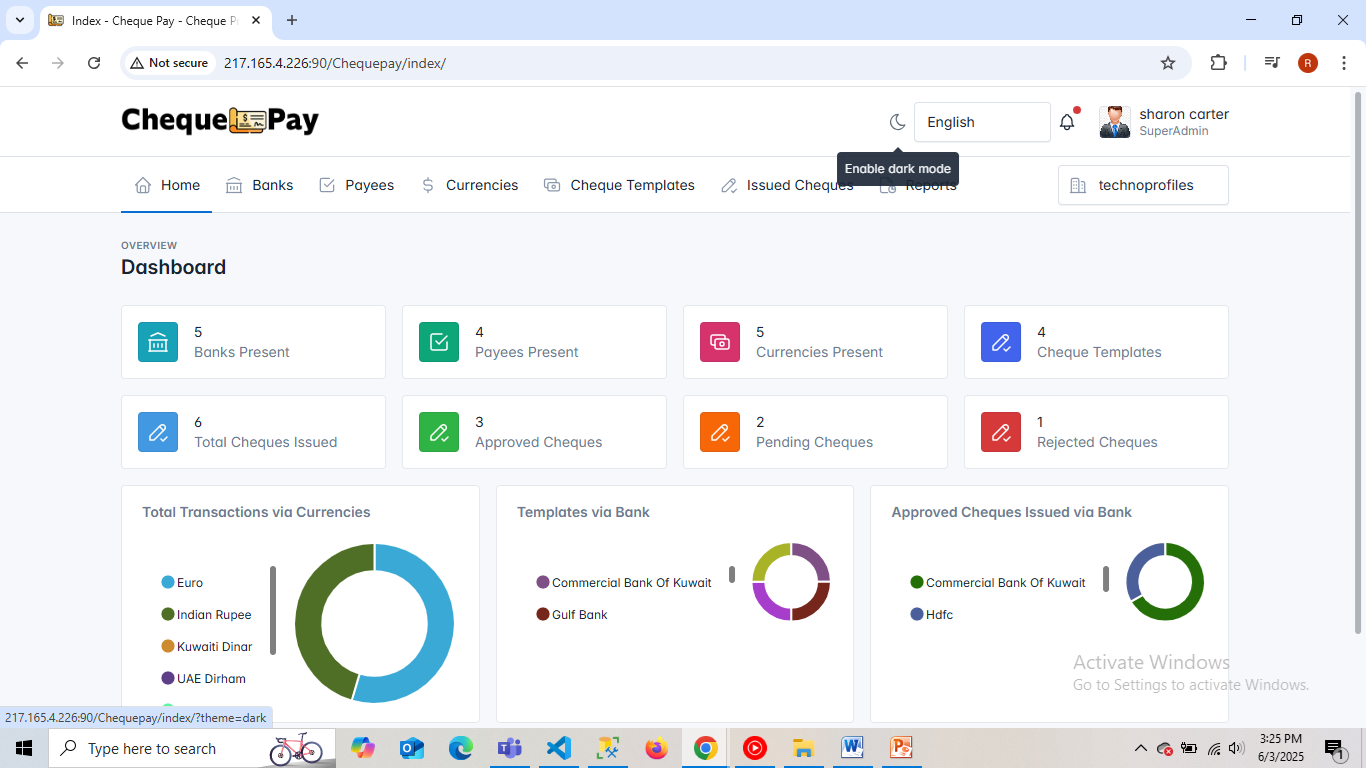 Index - Cheque Pay - Cheque P
Not secure 217.165.4.226:90/Chequepay/index/
R
Cheque Pay
English
sharon carter
SuperAdmin
Enable dark mode
Home Banks Payees Currencies Cheque Templates Issued Cheques Reports technoprofiles
OVERVIEW
Dashboard
5
Banks Present
4
Payees Present
5
Currencies Present
4
Cheque Templates
6
Total Cheques Issued
3
Approved Cheques
2
Pending Cheques
1
Rejected Cheques
Total Transactions via Currencies
Euro
Indian Rupee
Kuwaiti Dinar
UAE Dirham
Templates via Bank
Commercial Bank Of Kuwait
Gulf Bank
Approved Cheques Issued via Bank
Commercial Bank Of Kuwait
Hdfc
Activate Windows
Go to Settings to activate Windows.
217.165.4.226:90/Chequepay/index/?theme=dark
Type here to search
3:25 PM
6/3/2025
1